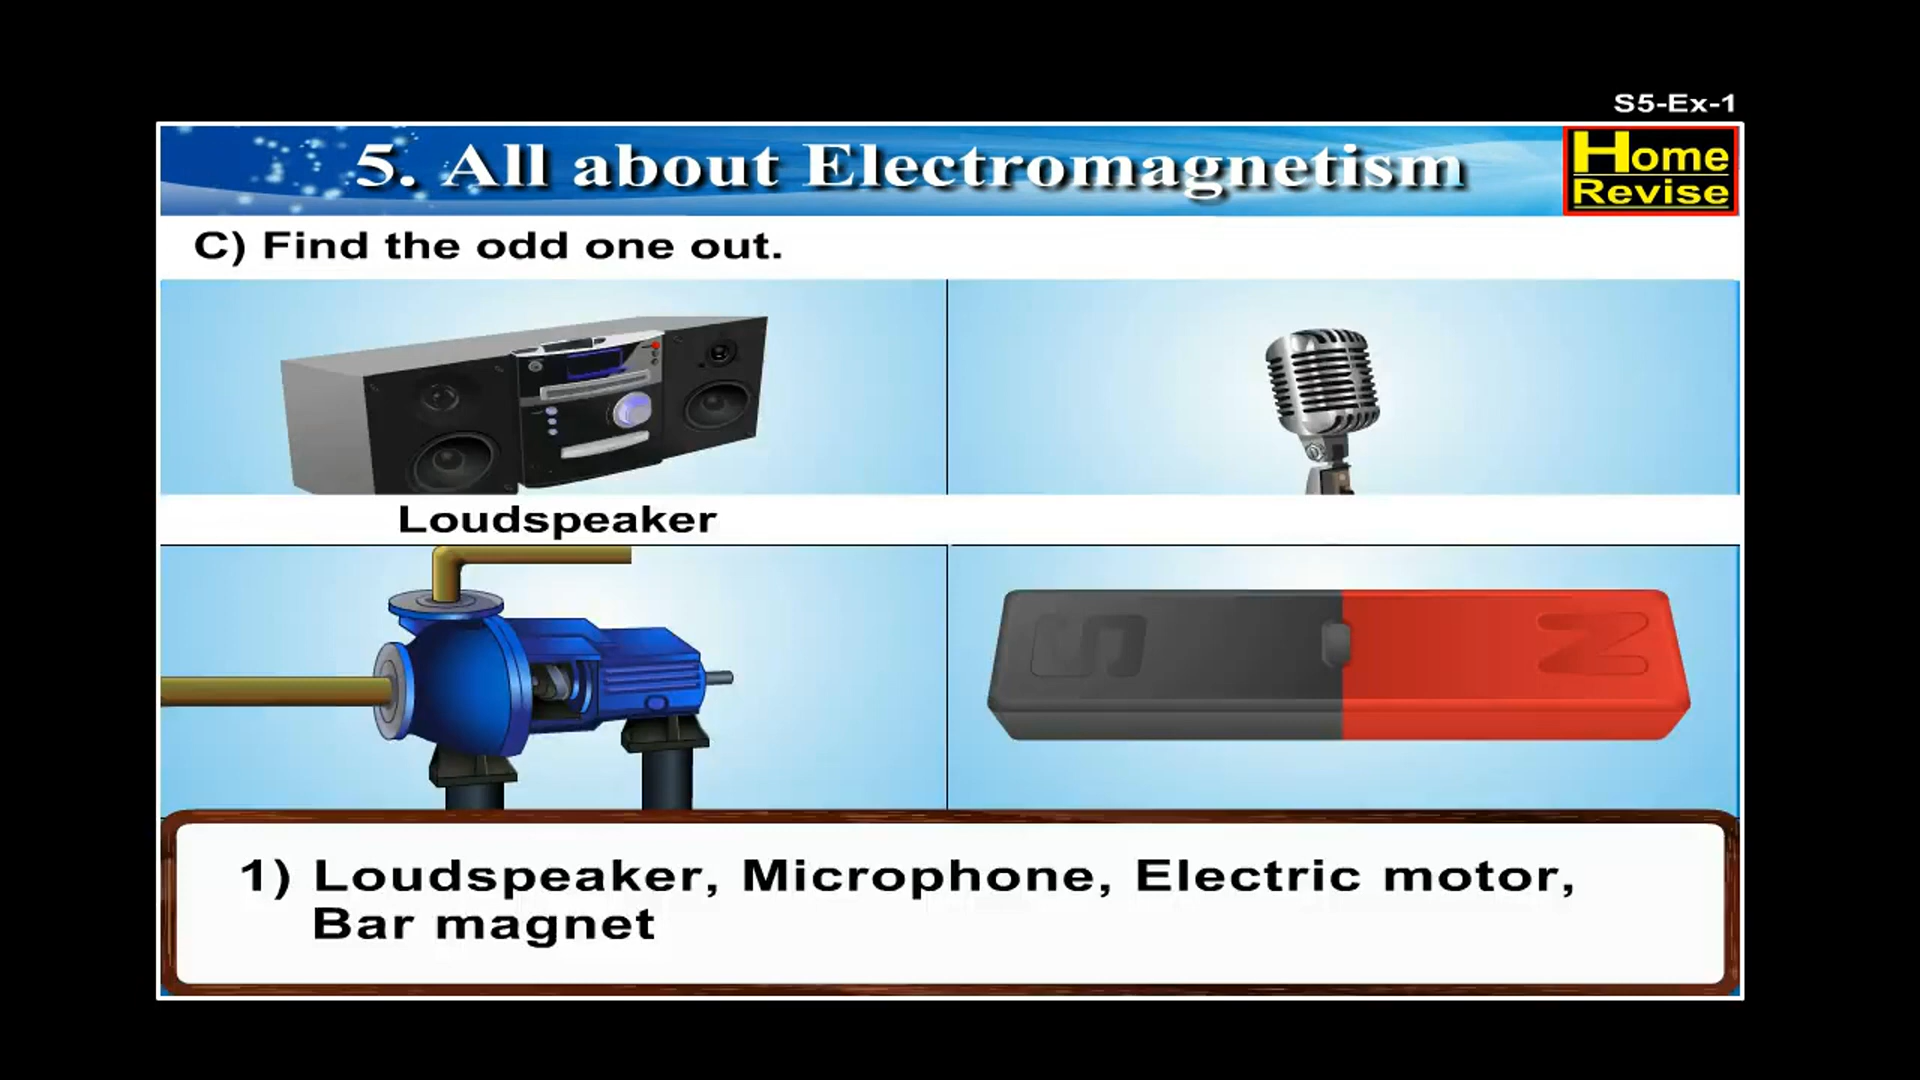 S5-Ex-1
5. All about Electromagnetism
Home
Revise
C) Find the odd one out.
Loudspeaker
S N
1) Loudspeaker, Microphone, Electric motor,
Bar magnet